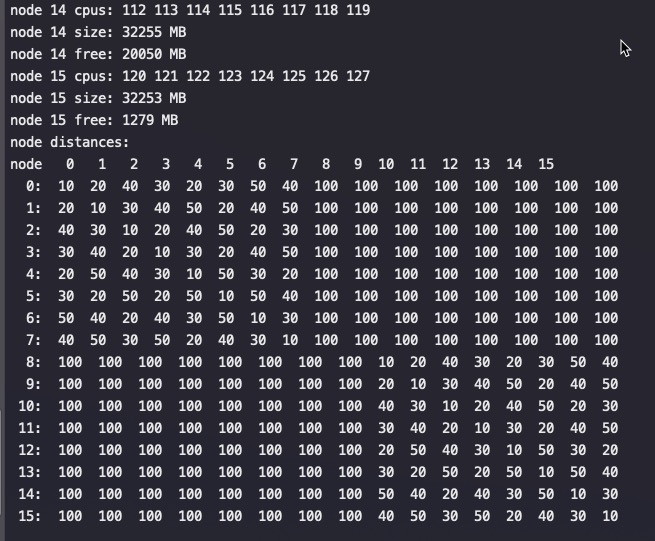 node 14 cpus: 112 113 114 115 116 117 118 119
node 14 size: 32255 MB
node 14 free: 20050 MB
node 15 cpus: 120 121 122 123 124 125 126 127
node 15 size: 32253 MB
node 15 free: 1279 MB
node distances:
node   0   1   2   3   4   5   6   7   8   9  10  11  12  13  14  15
  0:  10  20  40  30  20  30  50  40  100  100  100  100  100  100  100  100
  1:  20  10  30  40  50  20  40  50  100  100  100  100  100  100  100  100
  2:  40  30  10  20  40  50  20  30  100  100  100  100  100  100  100  100
  3:  30  40  20  10  30  20  40  50  100  100  100  100  100  100  100  100
  4:  20  50  40  30  10  50  30  20  100  100  100  100  100  100  100  100
  5:  30  20  50  20  50  10  50  40  100  100  100  100  100  100  100  100
  6:  50  40  20  40  30  50  10  30  100  100  100  100  100  100  100  100
  7:  40  50  30  50  20  40  30  10  100  100  100  100  100  100  100  100
  8:  100  100  100  100  100  100  100  100  10  20  40  30  20  30  50  40
  9:  100  100  100  100  100  100  100  100  20  10  30  40  50  20  40  50
 10:  100  100  100  100  100  100  100  100  40  30  10  20  40  50  20  30
 11:  100  100  100  100  100  100  100  100  30  40  20  10  30  20  40  50
 12:  100  100  100  100  100  100  100  100  20  50  40  30  10  50  30  20
 13:  100  100  100  100  100  100  100  100  30  20  50  20  50  10  50  40
 14:  100  100  100  100  100  100  100  100  50  40  20  40  30  50  10  30
 15:  100  100  100  100  100  100  100  100  40  50  30  50  20  40  30  10